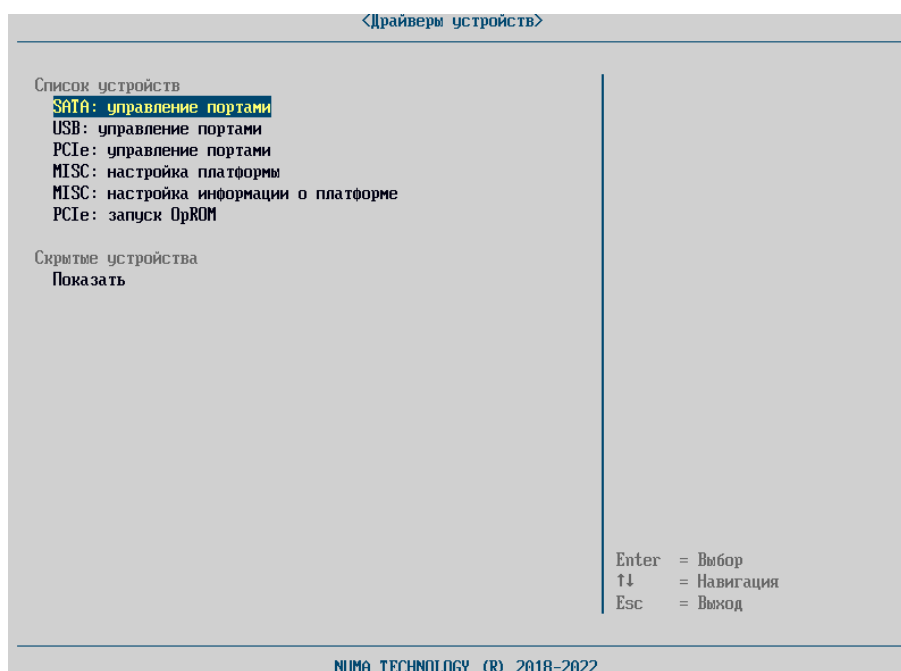 <Драйверы устройств>
Список устройств
SATA: управление портами
USB: управление портами
PCIe: управление портами
MISC: настройка платформы
MISC: настройка информации о платформе
PCIe: запуск OpROM
Скрытые устройства
Показать
Enter = Выбор
↑↓ = Навигация
Esc = Выход
NUMA TECHNOLOGY (R) 2018-2022